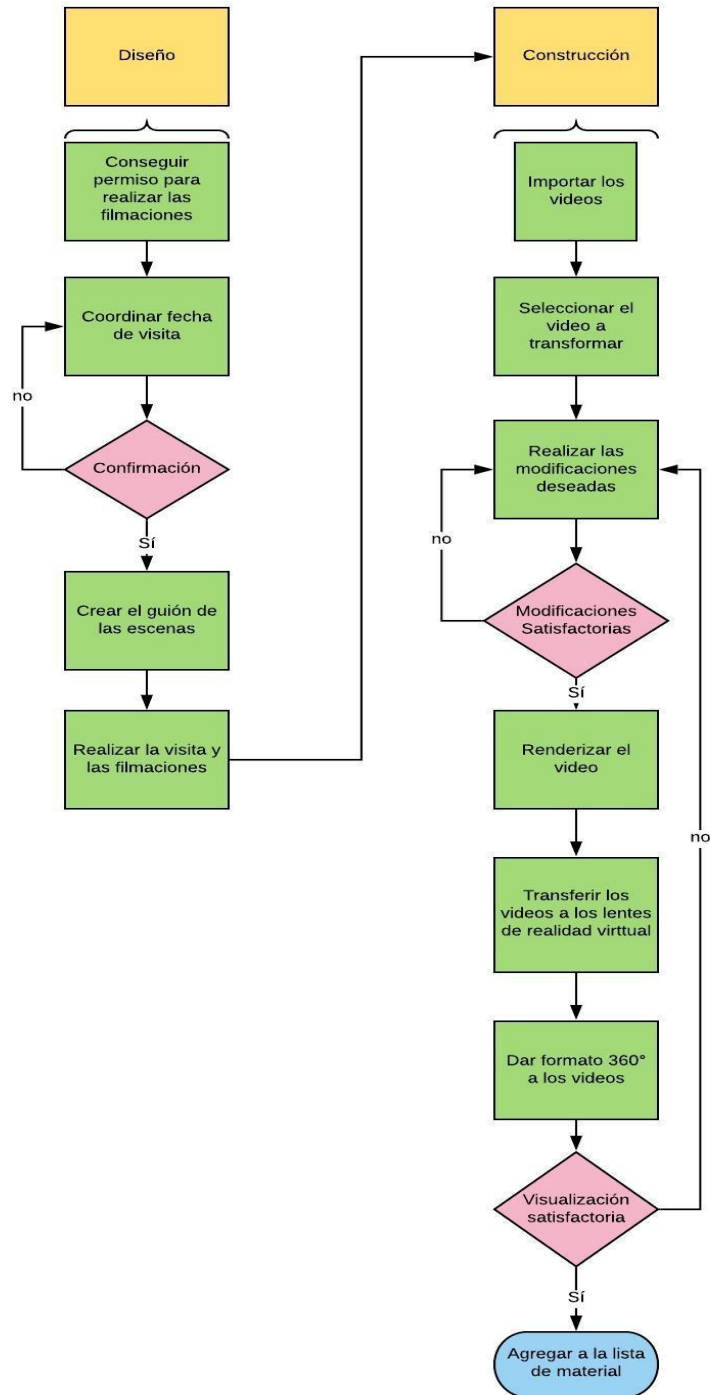 Diseño
Conseguir
permiso para
realizar las
filmaciones
Coordinar fecha
de visita
no
Confirmación
Sí
Crear el guión de
las escenas
Realizar la visita y
las filmaciones
Construcción
Importar los
videos
Seleccionar el
video a
transformar
Realizar las
modificaciones
deseadas
no
Modificaciones
Satisfactorias
Sí
Renderizar el
video
no
Transferir los
videos a los lentes
de realidad virttual
Dar formato 360°
a los videos
Visualización
satisfactoria
Sí
Agregar a la lista
de material